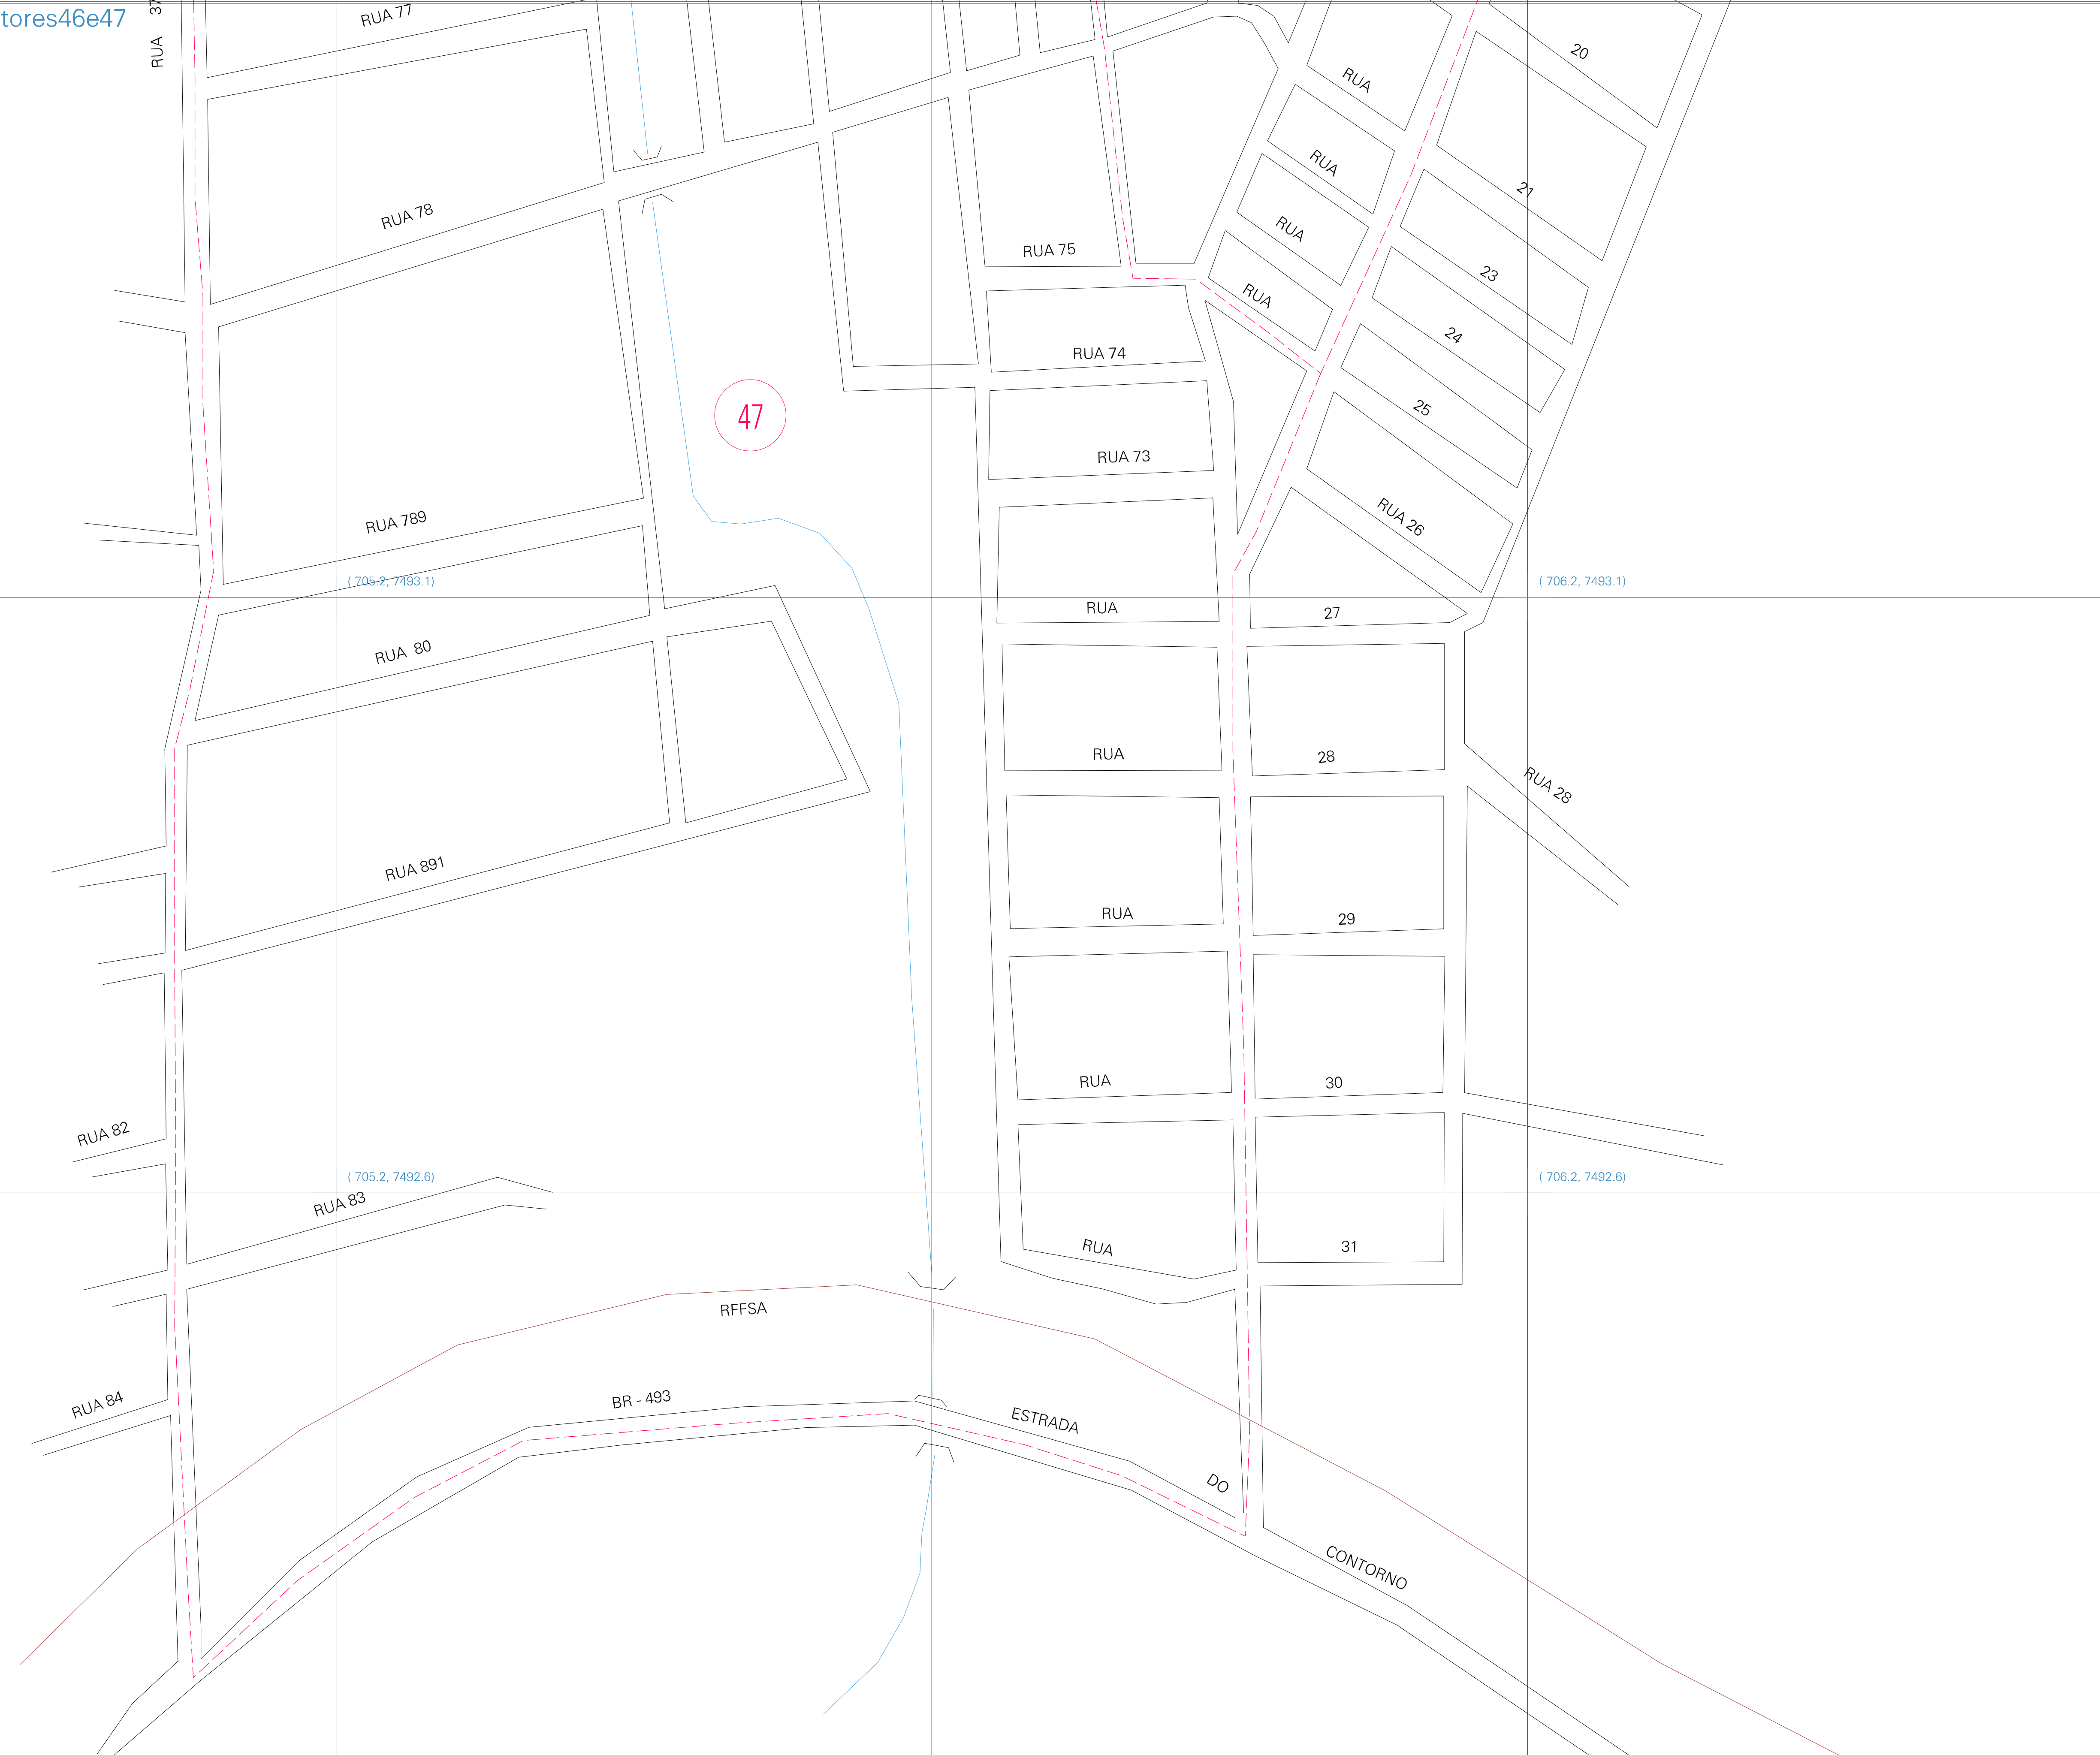 tores46e47
RUA 37
RUA 77
RUA 20
RUA 78
RUA 21
RUA 75
RUA 23
RUA 74
RUA 24
47
RUA 73
RUA 25
RUA 789
RUA 26
( 705.2, 7493.1)
( 706.2, 7493.1)
RUA 27
RUA 80
RUA 28
RUA 28
RUA 891
RUA 29
RUA 30
RUA 82
( 705.2, 7492.6)
( 706.2, 7492.6)
RUA 83
RUA 31
RFFSA
RUA 84
BR - 493
ESTRADA DO CONTORNO